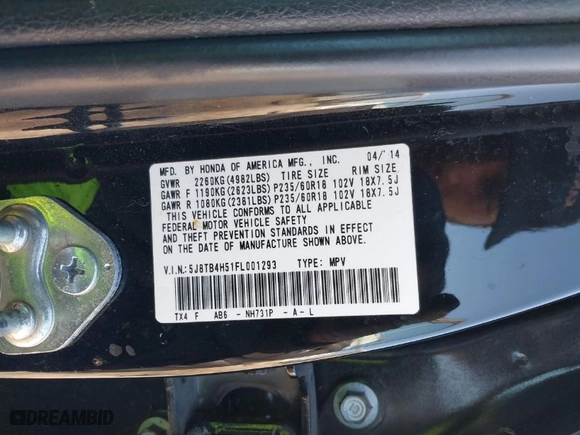 MFD. BY HONDA OF AMERICA MFG., INC. 04/'14
GVWR 2260KG(4982LBS) TIRE SIZE RIM SIZE
GAWR F 1190KG(2623LBS) P235/60R18 102V 18X7.5J
GAWR R 1080KG(2381LBS) P235/60R18 102V 18X7.5J
THIS VEHICLE CONFORMS TO ALL APPLICABLE
FEDERAL MOTOR VEHICLE SAFETY
AND THEFT PREVENTION STANDARDS IN EFFECT
ON THE DATE OF MANUFACTURE SHOWN ABOVE.
V.I.N:5J8TB4H51FL001293 TYPE: MPV
TX4 F AB6 - NH731P - A-L
DREAMBID